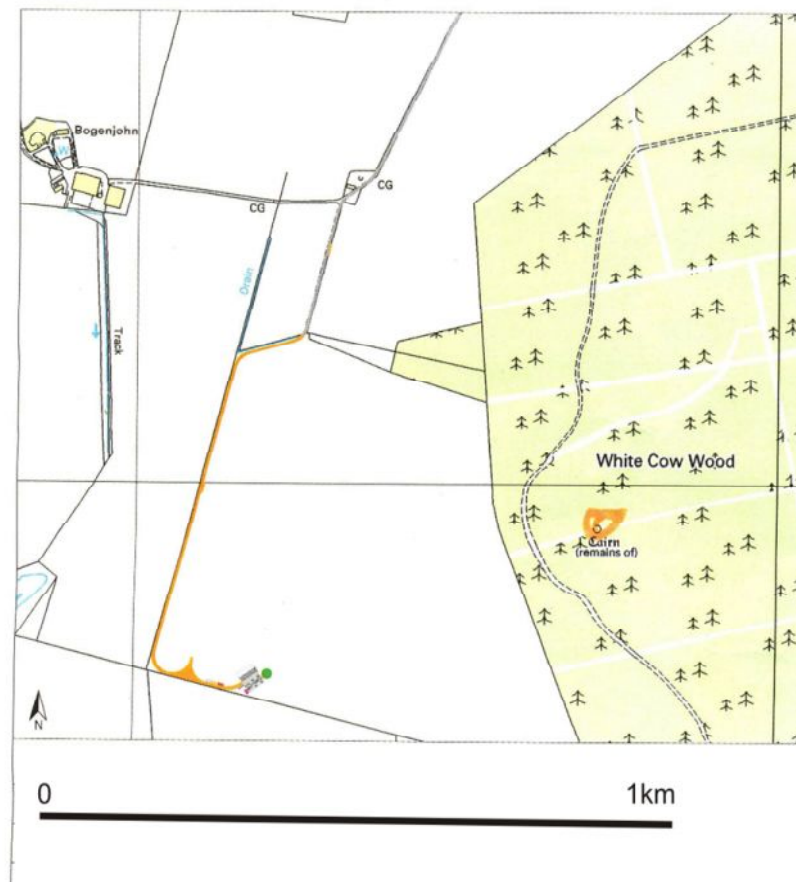 Bogenjohn
W
CG
CG
Drain
Track
White Cow Wood
Cairn
(remains of)
N
0 1km